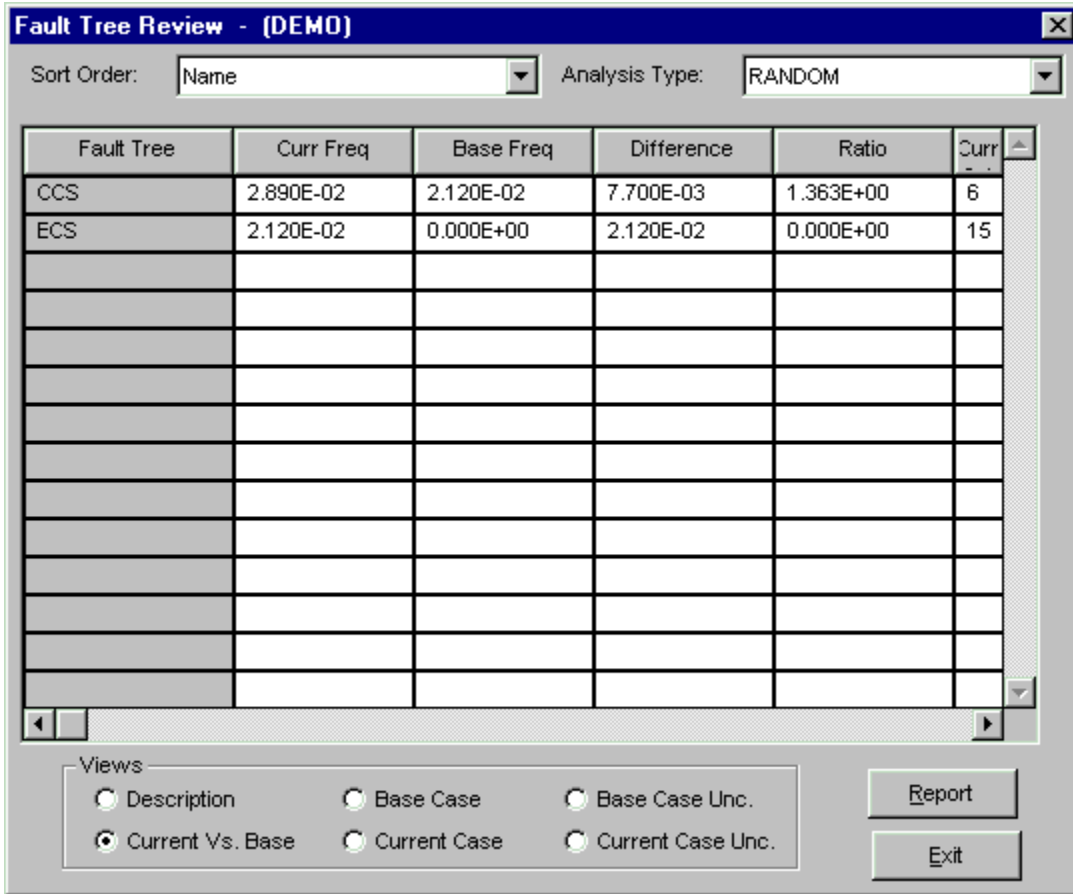 Fault Tree Review - (DEMO)
Sort Order: Name Analysis Type: RANDOM
Fault Tree Curr Freq Base Freq Difference Ratio Curr
CCS 2.890E-02 2.120E-02 7.700E-03 1.363E+00 6
ECS 2.120E-02 0.000E+00 2.120E-02 0.000E+00 15
Views
Description Base Case Base Case Unc.
Current Vs. Base Current Case Current Case Unc.
Report
Exit